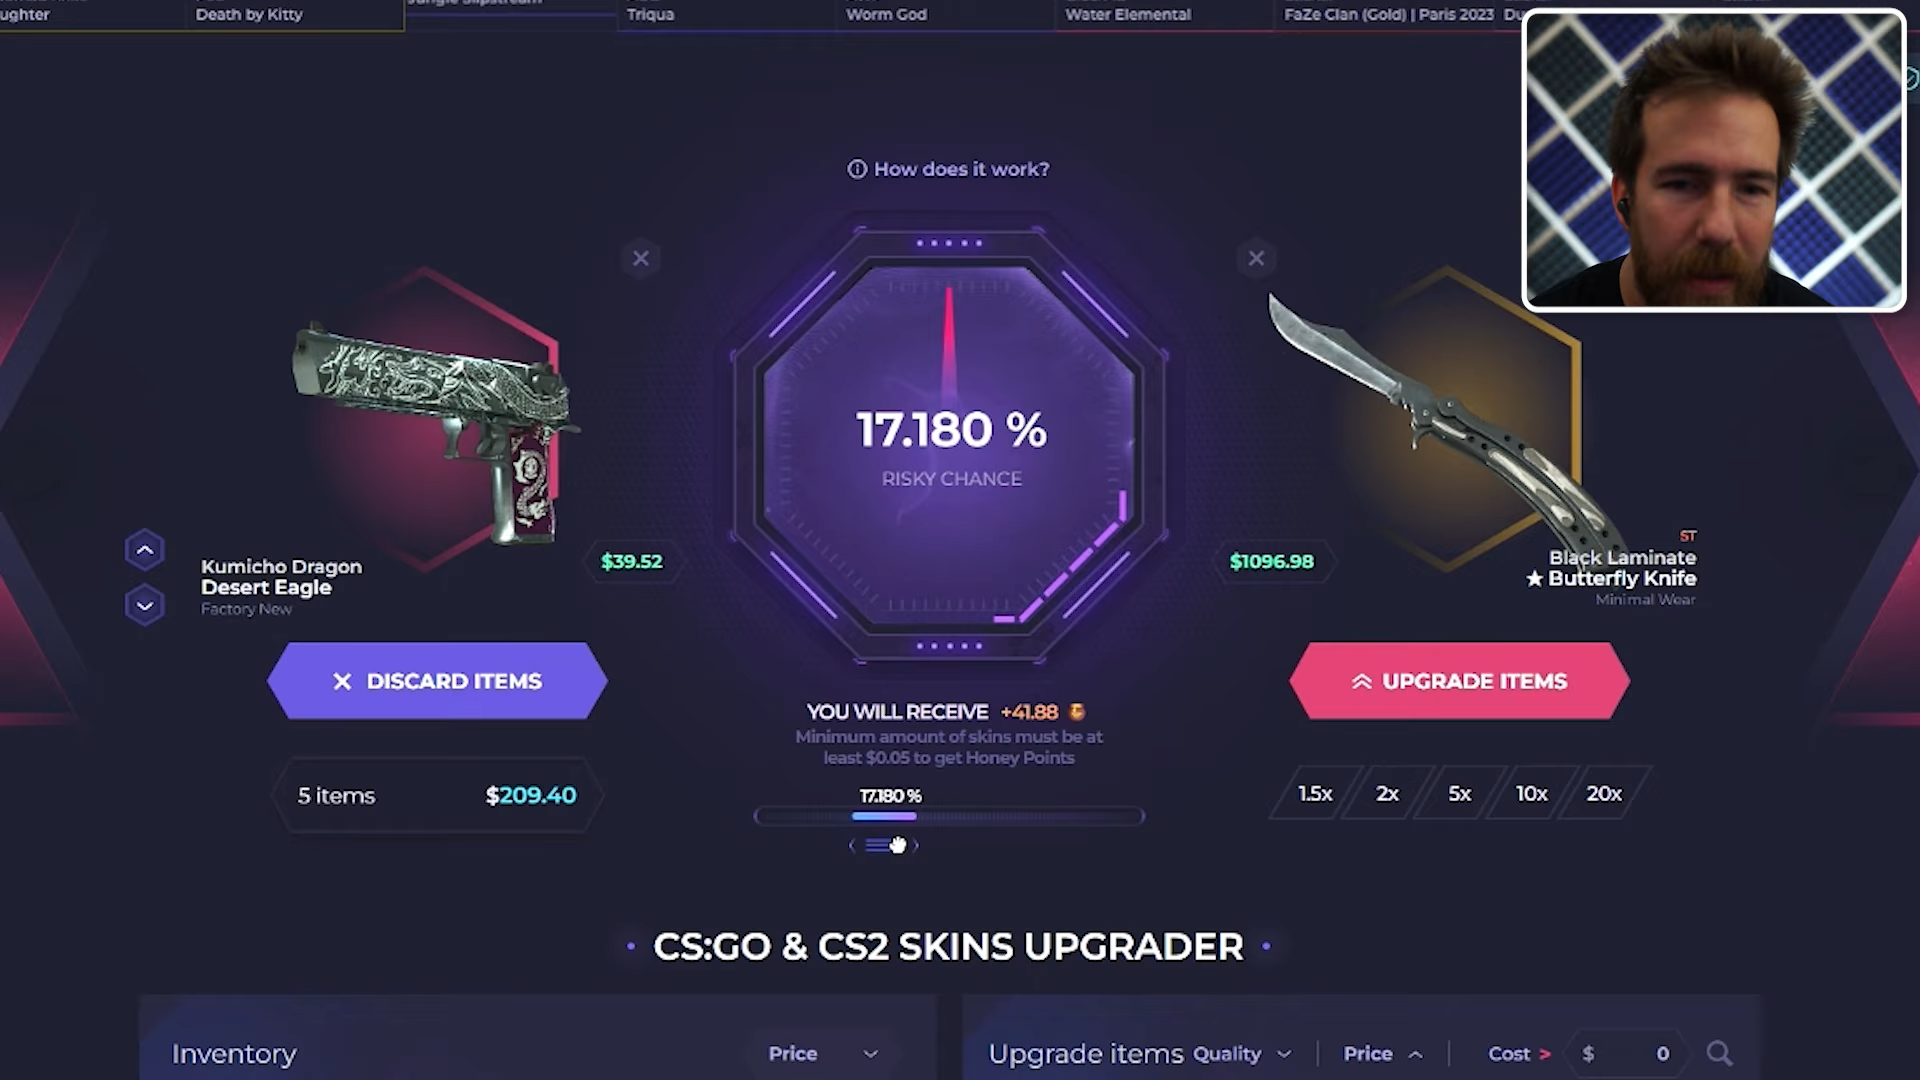 ughter
Death by Kitty
Jungle Slipstream
Triqua
Worm God
Water Elemental
FaZe Clan (Gold) | Paris 2023
How does it work?
17.180 %
RISKY CHANCE
Kumicho Dragon
Desert Eagle
Factory New
$39.52
$1096.98
ST
Black Laminate
★ Butterfly Knife
Minimal Wear
DISCARD ITEMS
UPGRADE ITEMS
YOU WILL RECEIVE +41.88
Minimum amount of skins must be at
least $0.05 to get Honey Points
5 items $209.40
17.180 %
1.5x 2x 5x 10x 20x
• CS:GO & CS2 SKINS UPGRADER •
Inventory
Price
Upgrade items Quality
Price
Cost >
$ 0